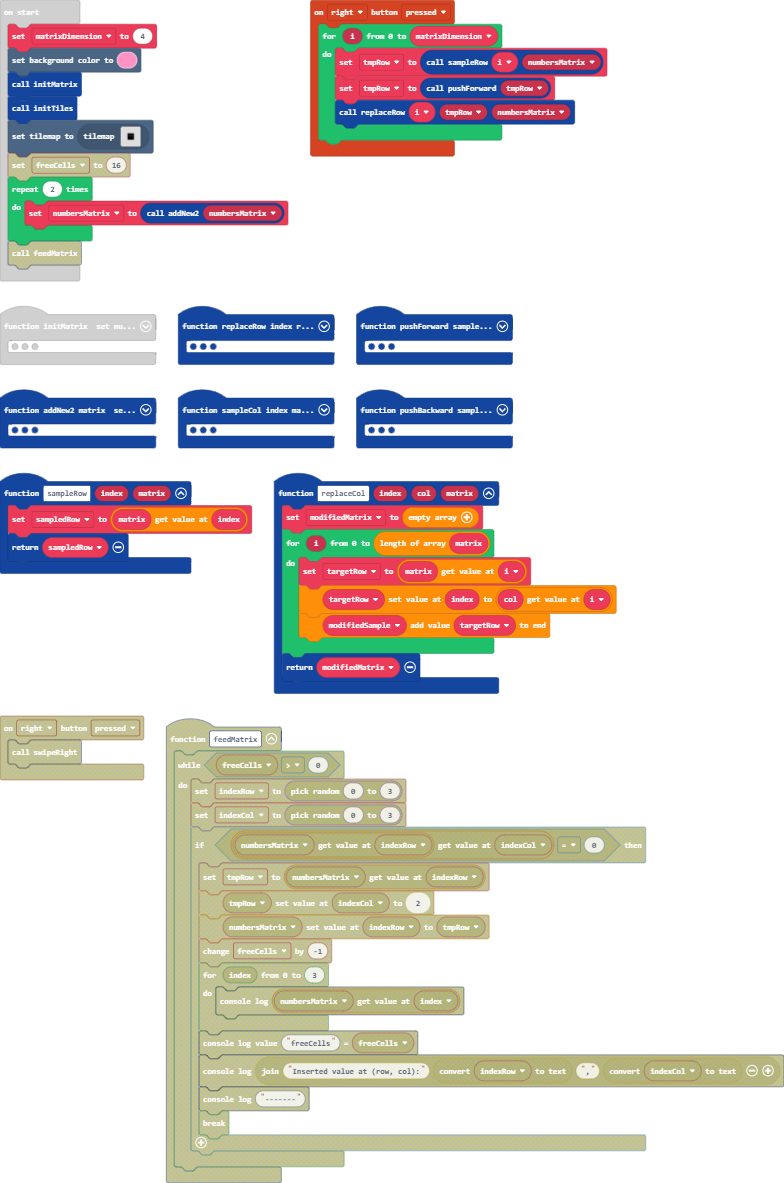 on start
set matrixDimension to 4
set background color to
call initMatrix
call initTiles
set tilemap to tilemap
set freeCells to 16
repeat 2 times
do set numbersMatrix to call addNew2 numbersMatrix
call feedMatrix
on right button pressed
for i from 0 to matrixDimension
do set tmpRow to call sampleRow i numbersMatrix
set tmpRow to call pushForward tmpRow
call replaceRow i tmpRow numbersMatrix
function initMatrix set nu...
function replaceRow index r...
function pushForward sample...
function addNew2 matrix se...
function sampleCol index ma...
function pushBackward sampl...
function sampleRow index matrix
set sampledRow to matrix get value at index
return sampledRow
function replaceCol index col matrix
set modifiedMatrix to empty array
for i from 0 to length of array matrix
do set targetRow to matrix get value at i
targetRow set value at index to col get value at i
modifiedSample add value targetRow to end
return modifiedMatrix
on right button pressed
call swipeRight
function feedMatrix
while freeCells > 0
do set indexRow to pick random 0 to 3
set indexCol to pick random 0 to 3
if numbersMatrix get value at indexRow get value at indexCol = 0 then
set tmpRow to numbersMatrix get value at indexRow
tmpRow set value at indexCol to 2
numbersMatrix set value at indexRow to tmpRow
change freeCells by -1
for index from 0 to 3
do console log numbersMatrix get value at index
console log value "freeCells" = freeCells
console log join "Inserted value at (row, col):" convert indexRow to text "," convert indexCol to text
console log "-------"
break